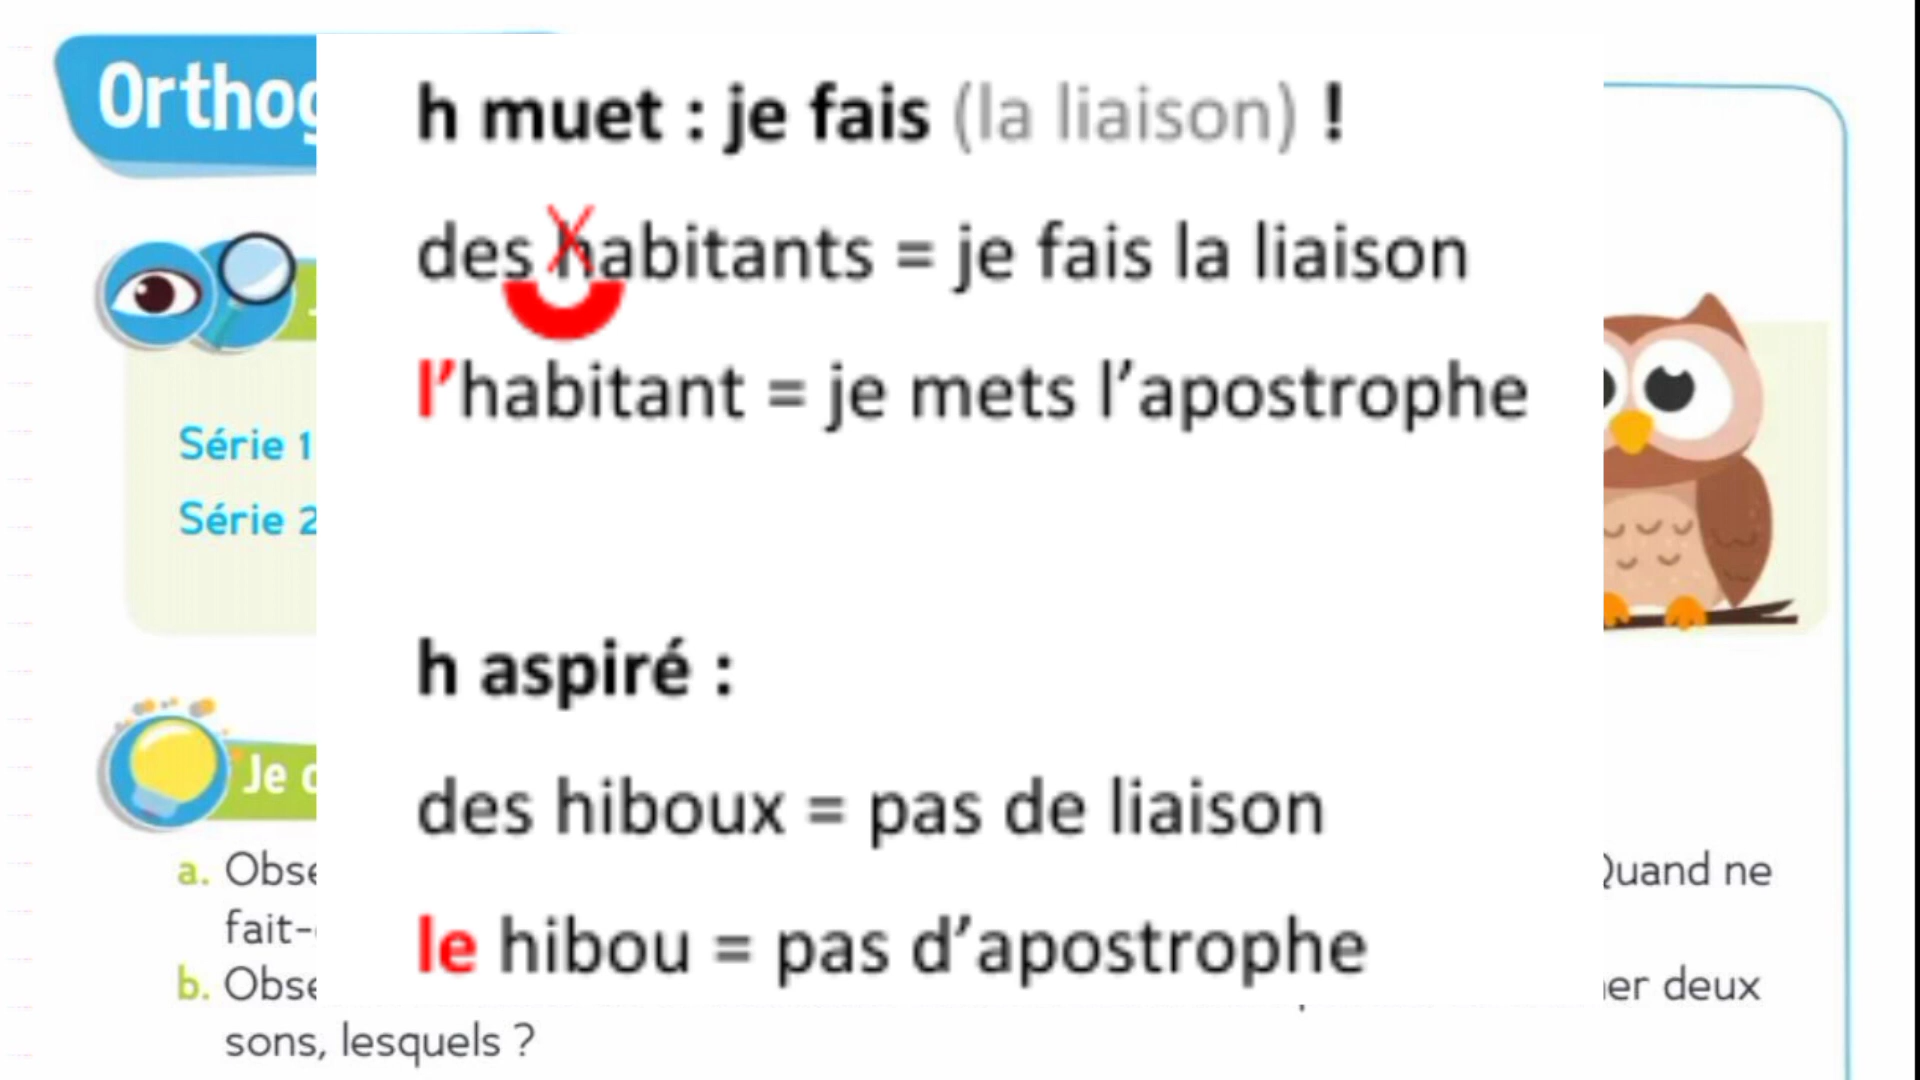 Orthog
h muet : je fais (la liaison) !
des habitants = je fais la liaison
l'habitant = je mets l'apostrophe
Série 1
Série 2
h aspiré :
Je
des hiboux = pas de liaison
a. Obse Quand ne
fait-
le hibou = pas d'apostrophe
b. Obse er deux
sons, lesquels ?